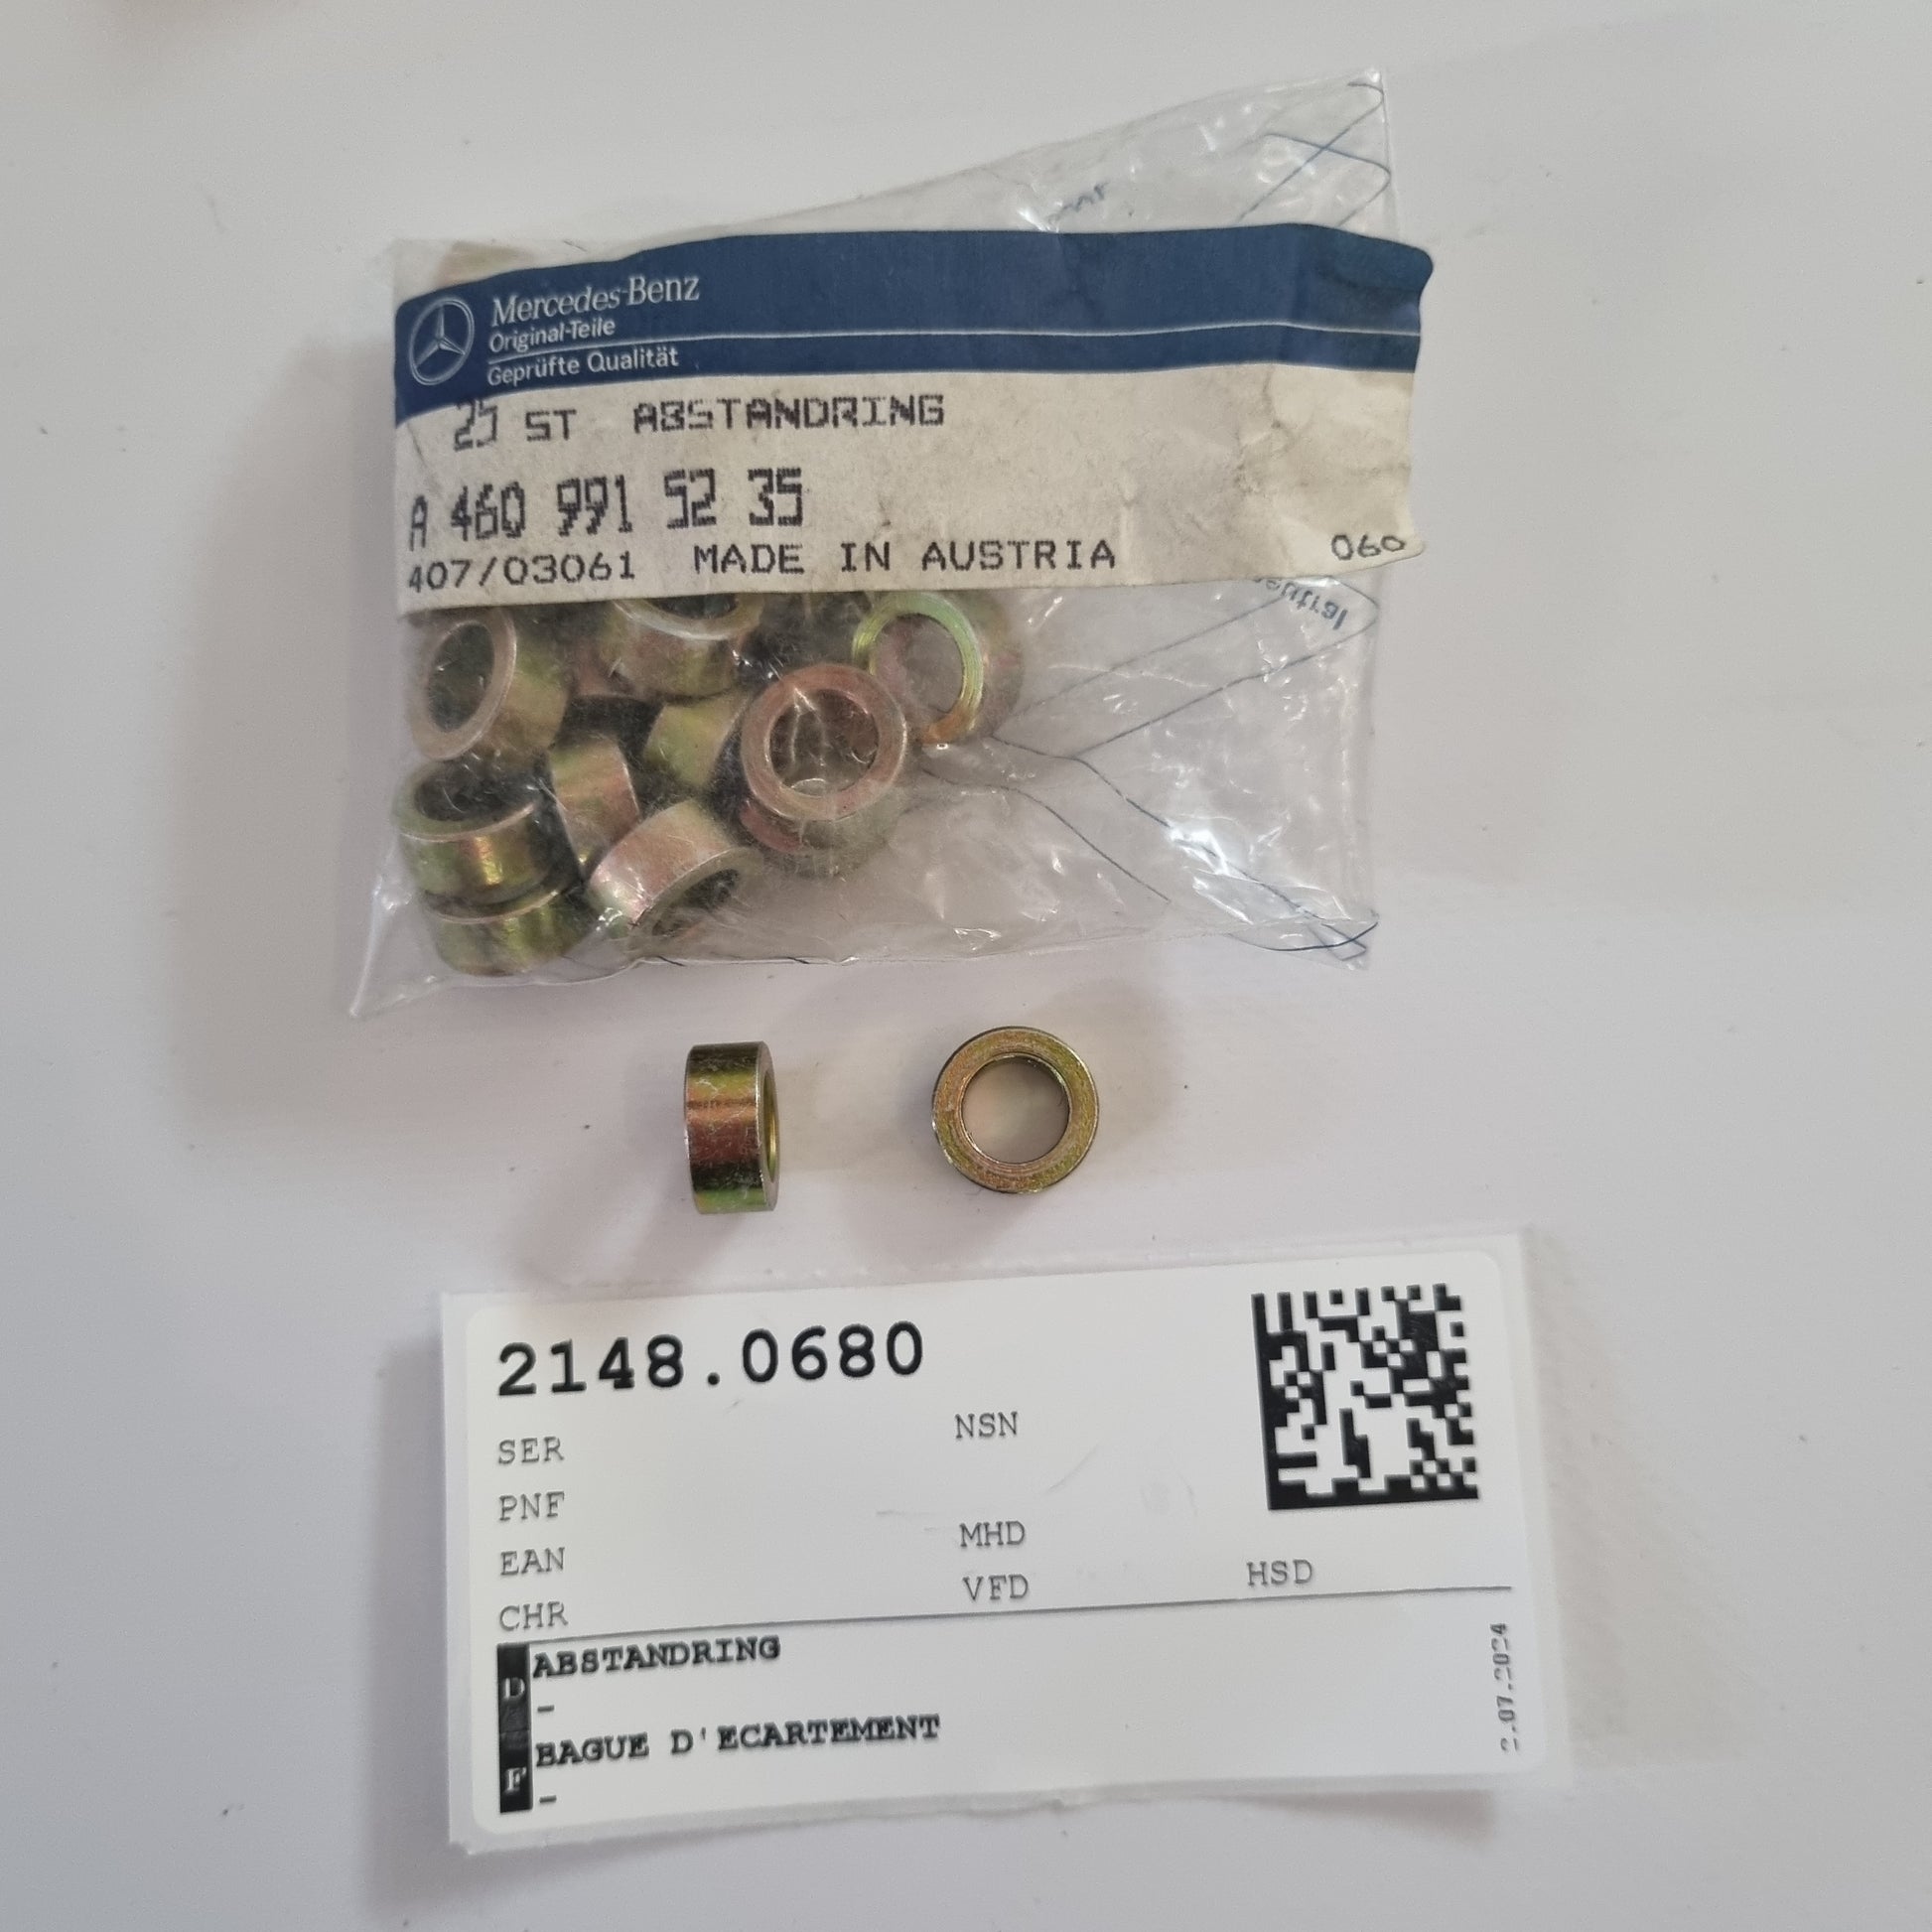 Mercedes-Benz
Original-Teile
Geprüfte Qualität
25 ST ABSTANDRING
A 460 991 52 35
407/03061 MADE IN AUSTRIA 060
2148.0680
SER NSN
PNF
EAN MHD
CHR VFD HSD
D ABSTANDRING
-
F BAGUE D'ECARTEMENT
-